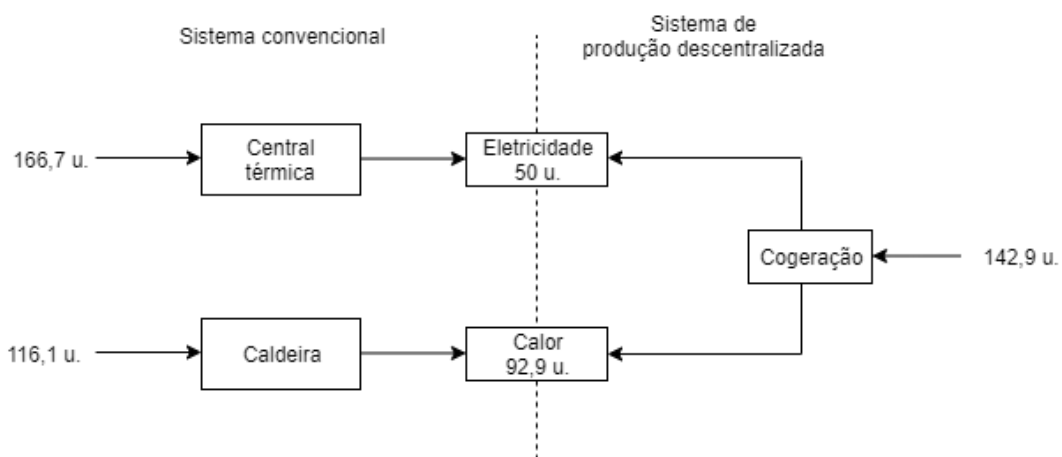 Sistema convencional
Sistema de
produção descentralizada
166,7 u.
Central
térmica
Eletricidade
50 u.
Cogeração
142,9 u.
116,1 u.
Caldeira
Calor
92,9 u.